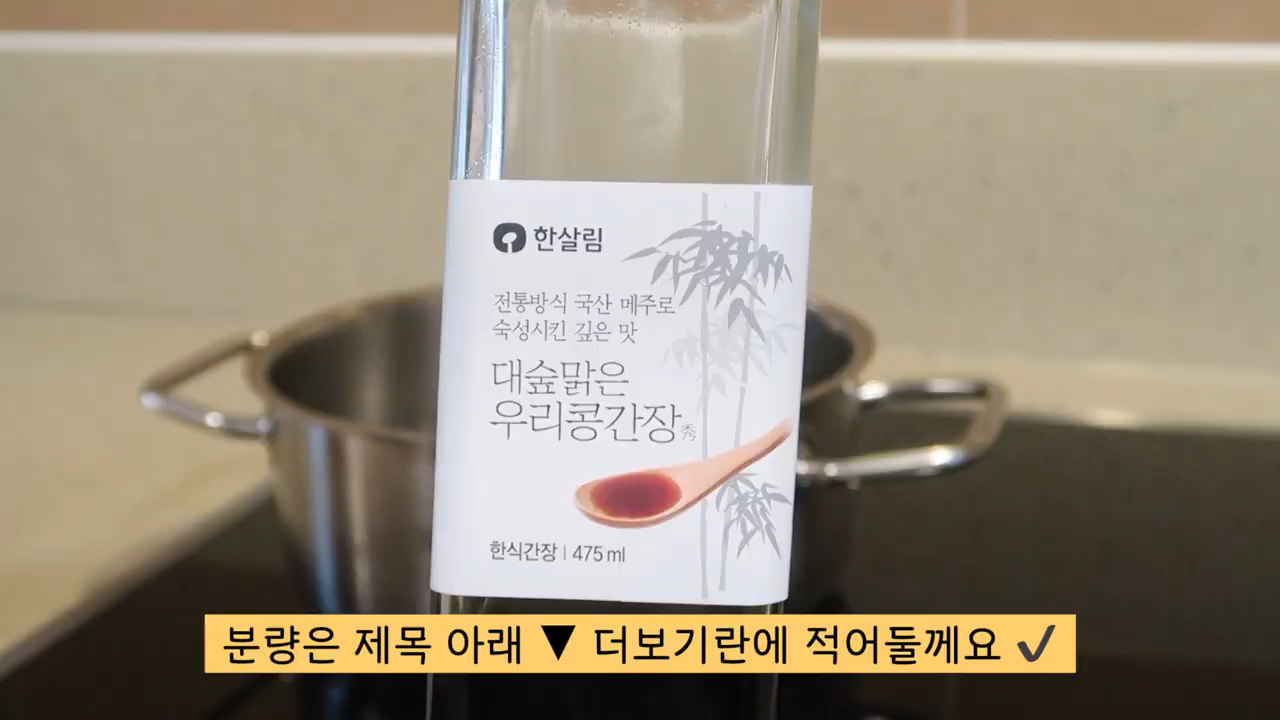 한살림
전통방식 국산 메주로
숙성시킨 깊은 맛
대숲맑은
우리콩간장秀
한식간장 | 475 ml
분량은 제목 아래 ▼ 더보기란에 적어둘께요 ✔